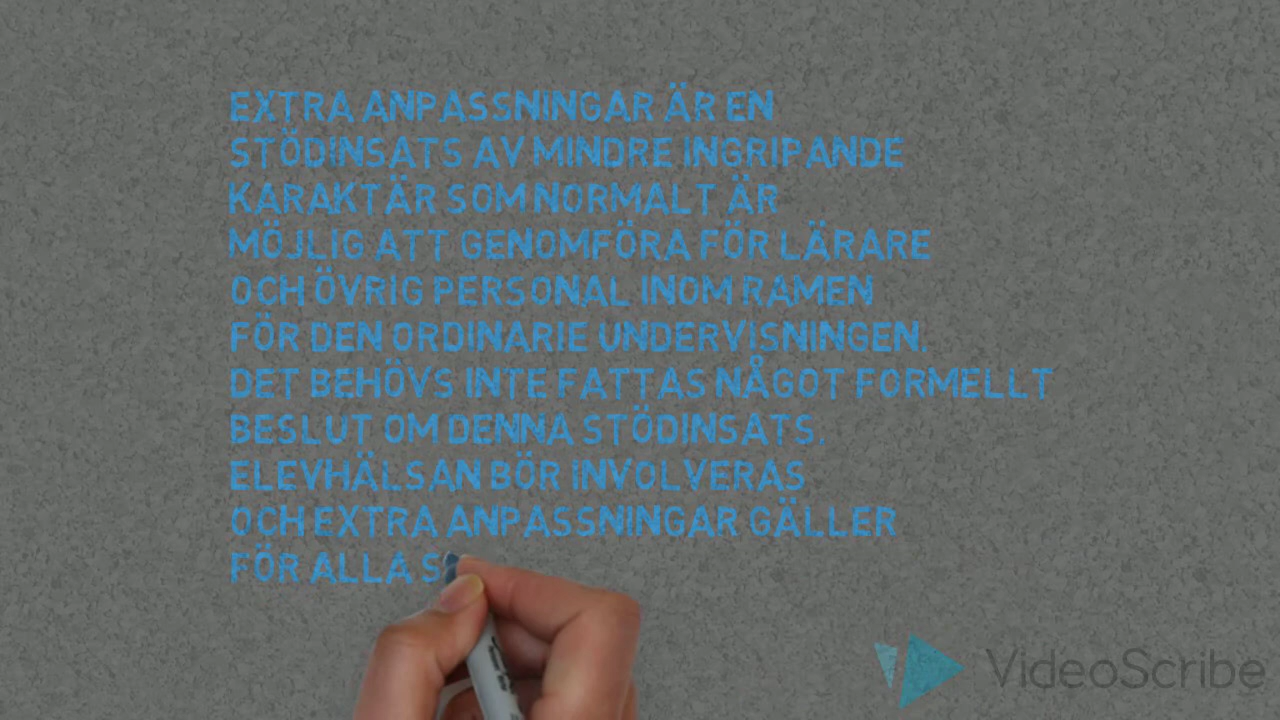 EXTRA ANPASSNINGAR ÄR EN
STÖDINSATS AV MINDRE INGRIPANDE
KARAKTÄR SOM NORMALT ÄR
MÖJLIG ATT GENOMFÖRA FÖR LÄRARE
OCH ÖVRIG PERSONAL INOM RAMEN
FÖR DEN ORDINARIE UNDERVISNINGEN.
DET BEHÖVS INTE FATTAS NÅGOT FORMELLT
BESLUT OM DENNA STÖDINSATS.
ELEVHÄLSAN BÖR INVOLVERAS
OCH EXTRA ANPASSNINGAR GÄLLER
FÖR ALLA S
VideoScribe